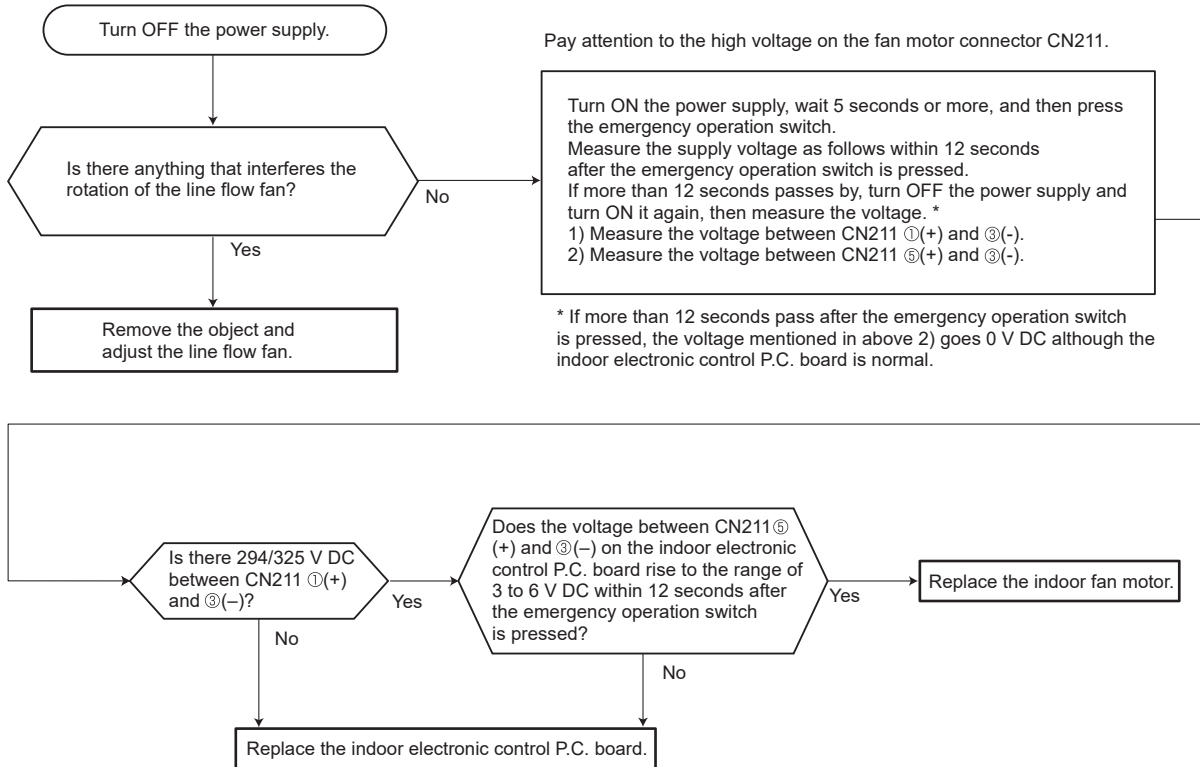 Turn OFF the power supply.
Is there anything that interferes the
rotation of the line flow fan?
No
Yes
Remove the object and
adjust the line flow fan.
Pay attention to the high voltage on the fan motor connector CN211.
Turn ON the power supply, wait 5 seconds or more, and then press
the emergency operation switch.
Measure the supply voltage as follows within 12 seconds
after the emergency operation switch is pressed.
If more than 12 seconds passes by, turn OFF the power supply and
turn ON it again, then measure the voltage. *
1) Measure the voltage between CN211 ①(+) and ③(-).
2) Measure the voltage between CN211 ⑤(+) and ③(-).
* If more than 12 seconds pass after the emergency operation switch
is pressed, the voltage mentioned in above 2) goes 0 V DC although the
indoor electronic control P.C. board is normal.
Is there 294/325 V DC
between CN211 ①(+)
and ③(–)?
Yes
No
Does the voltage between CN211⑤
(+) and ③(–) on the indoor electronic
control P.C. board rise to the range of
3 to 6 V DC within 12 seconds after
the emergency operation switch
is pressed?
Yes
No
Replace the indoor fan motor.
Replace the indoor electronic control P.C. board.